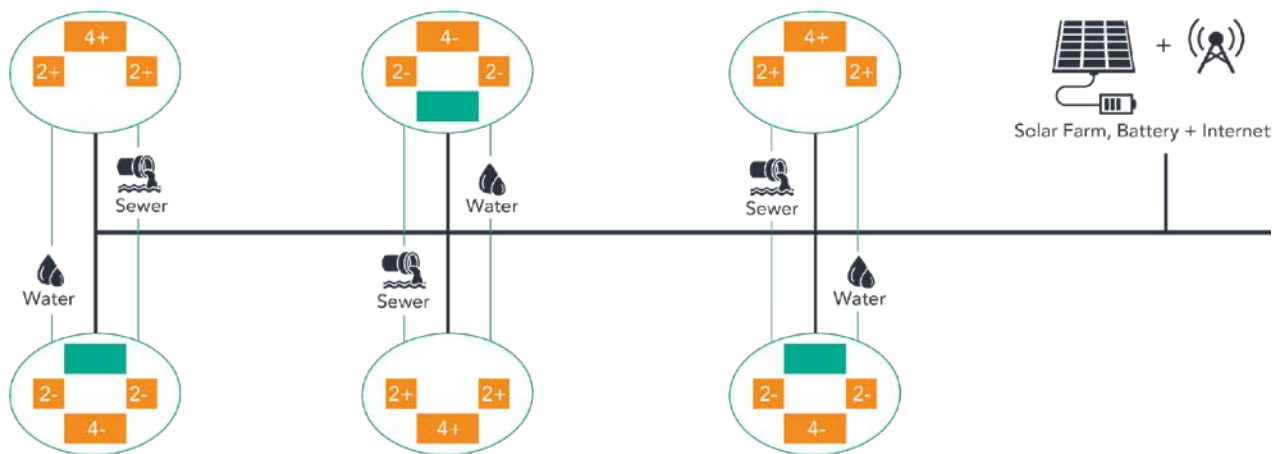 4+
2+ 2+
4-
2- 2-
4+
2+ 2+
+
Solar Farm, Battery + Internet
Sewer
Water
Sewer
Water
Sewer
Water
2- 2-
4-
2+ 2+
4+
2- 2-
4-